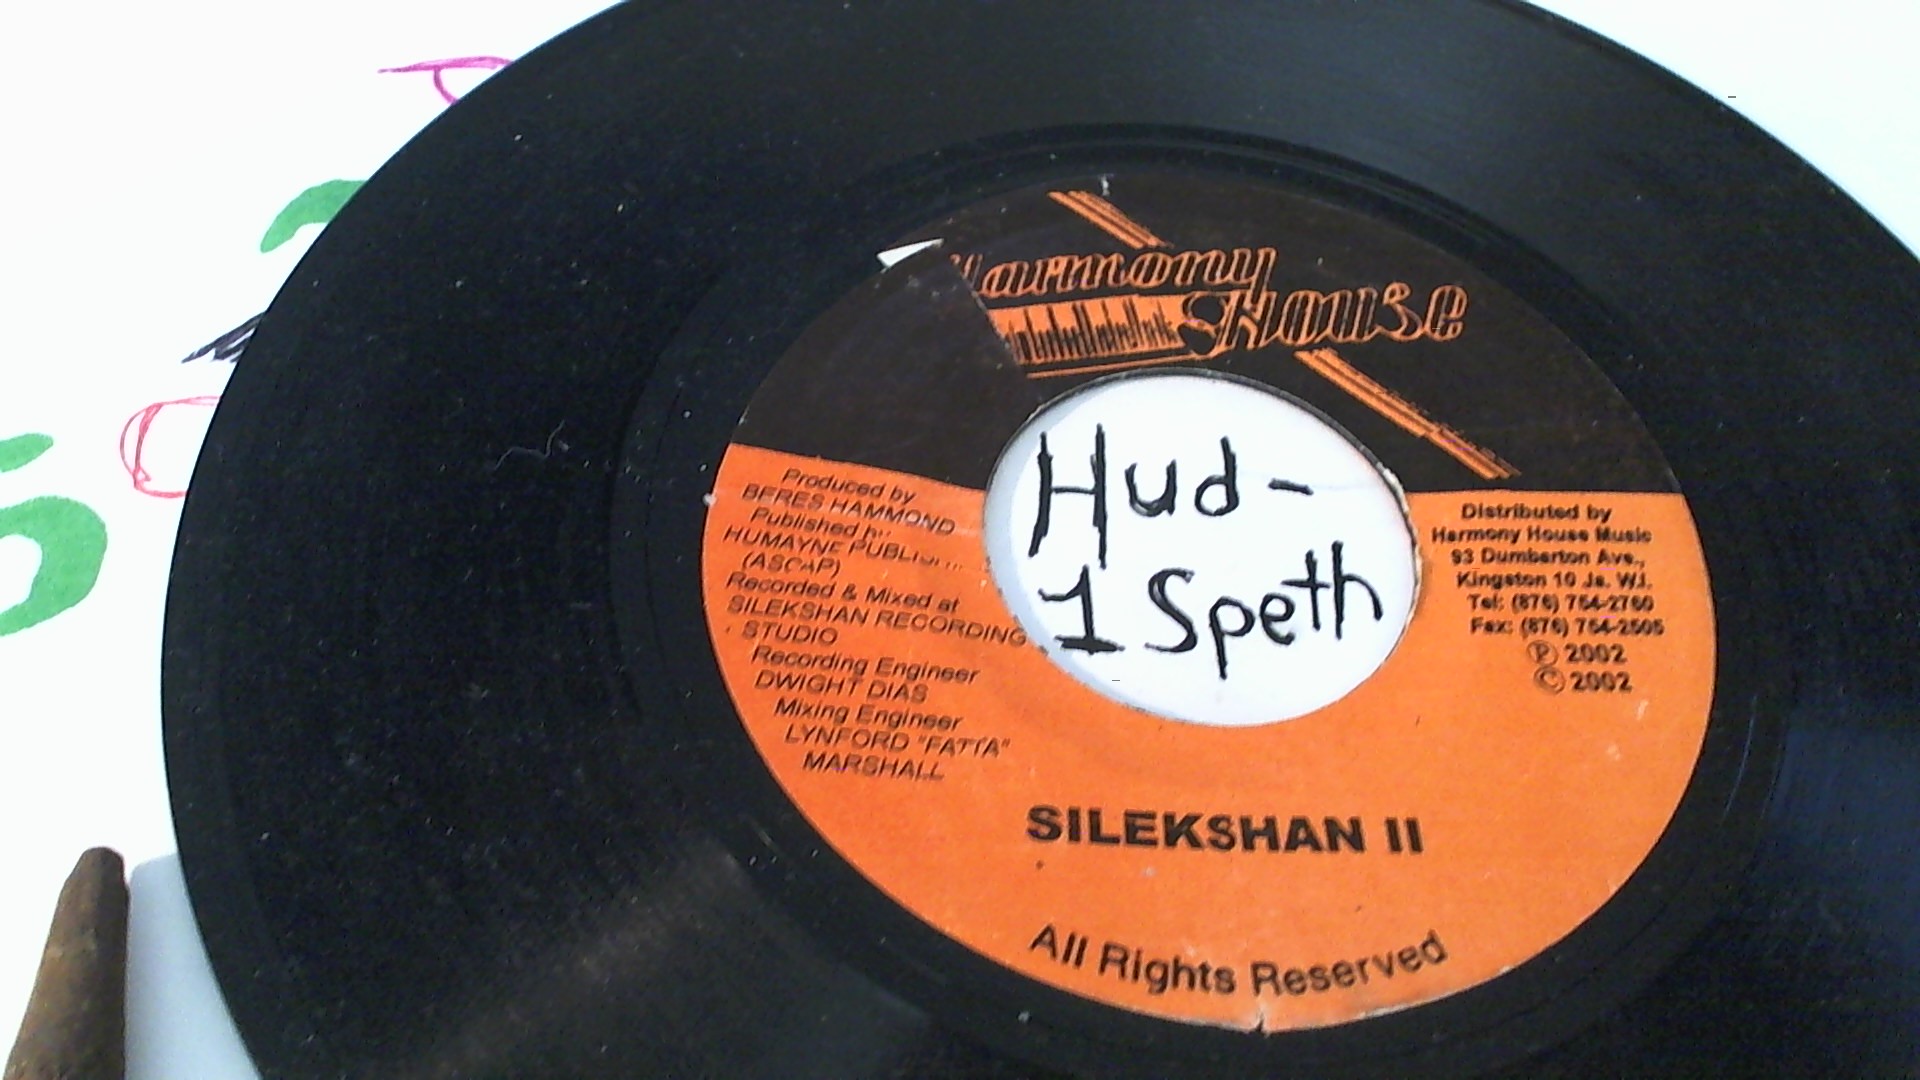 Harmony
House
Produced by
BERES HAMMOND
Published by
HUMAYNE
(ASCAP)
Recorded & Mixed at
SILEKSHAN RECORDING
STUDIO
Recording Engineer
DWIGHT DIAS
Mixing Engineer
LYNFORD "FATTA"
MARSHALL
Hud-
1 Speth
Distributed by
Harmony House Music
93 Dumbarton Ave.,
Kingston 10 Ja. W.I.
Tel: (876) 754-2760
Fax: (876) 754-2505
Ⓟ 2002
© 2002
SILEKSHAN II
All Rights Reserved